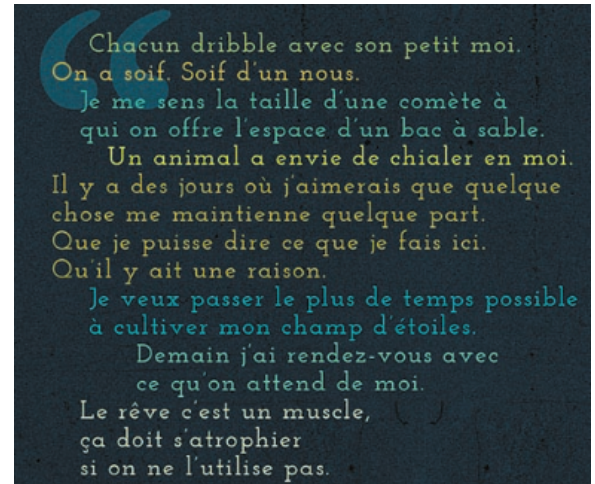 Chacun dribble avec son petit moi.
On a soif. Soif d'un nous.
Je me sens la taille d'une comète à
qui on offre l'espace d'un bac à sable.
Un animal a envie de chialer en moi.
Il y a des jours où j'aimerais que quelque
chose me maintienne quelque part.
Que je puisse dire ce que je fais ici.
Qu'il y ait une raison.
Je veux passer le plus de temps possible
à cultiver mon champ d'étoiles.
Demain j'ai rendez-vous avec
ce qu'on attend de moi.
Le rêve c'est un muscle,
ça doit s'atrophier
si on ne l'utilise pas.